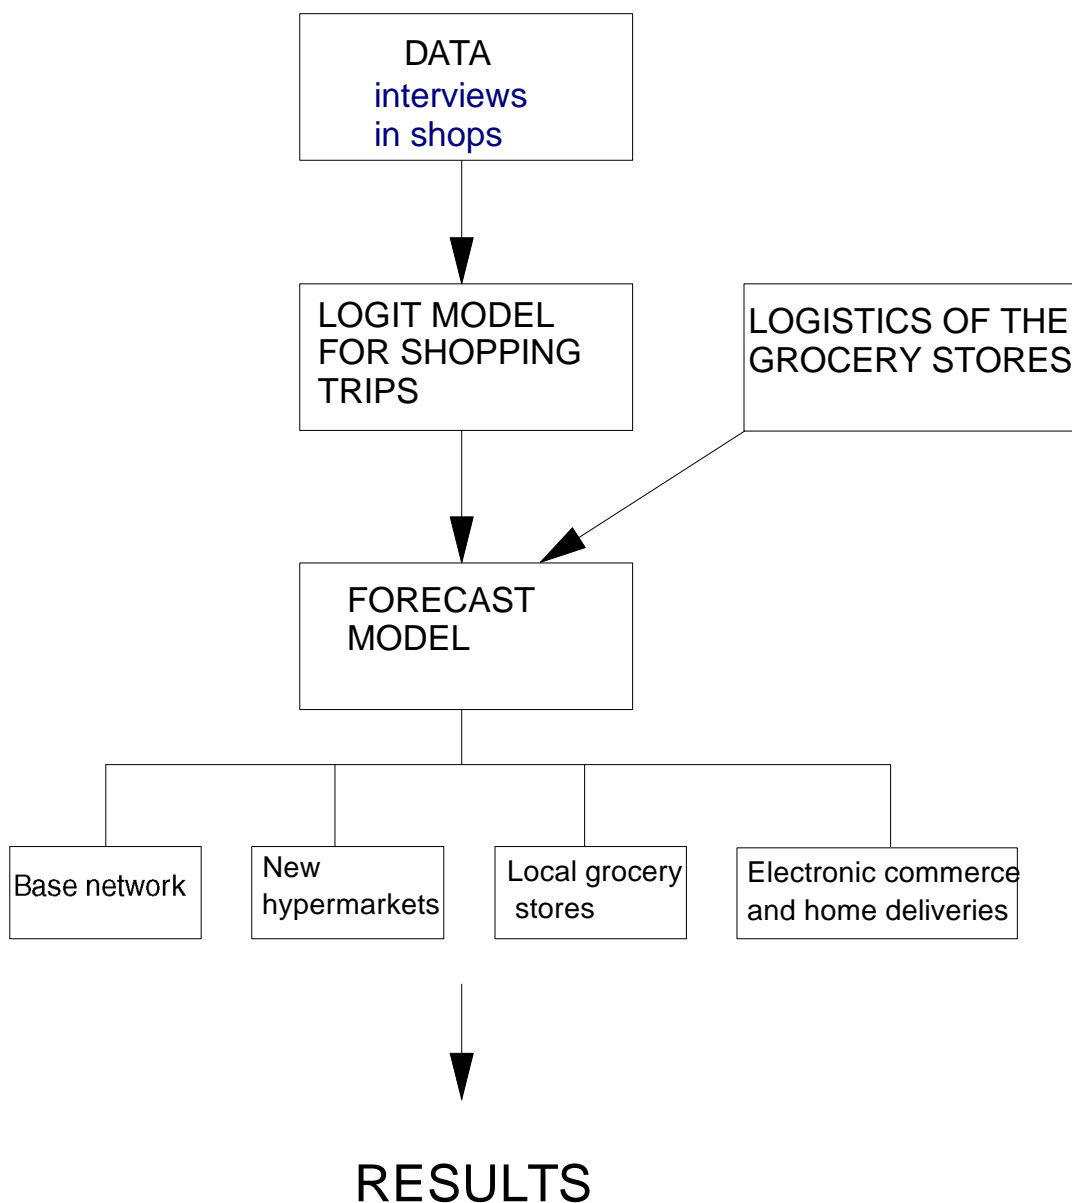 DATA
interviews
in shops
LOGIT MODEL
FOR SHOPPING
TRIPS
LOGISTICS OF THE
GROCERY STORES
FORECAST
MODEL
Base network
New
hypermarkets
Local grocery
stores
Electronic commerce
and home deliveries
RESULTS